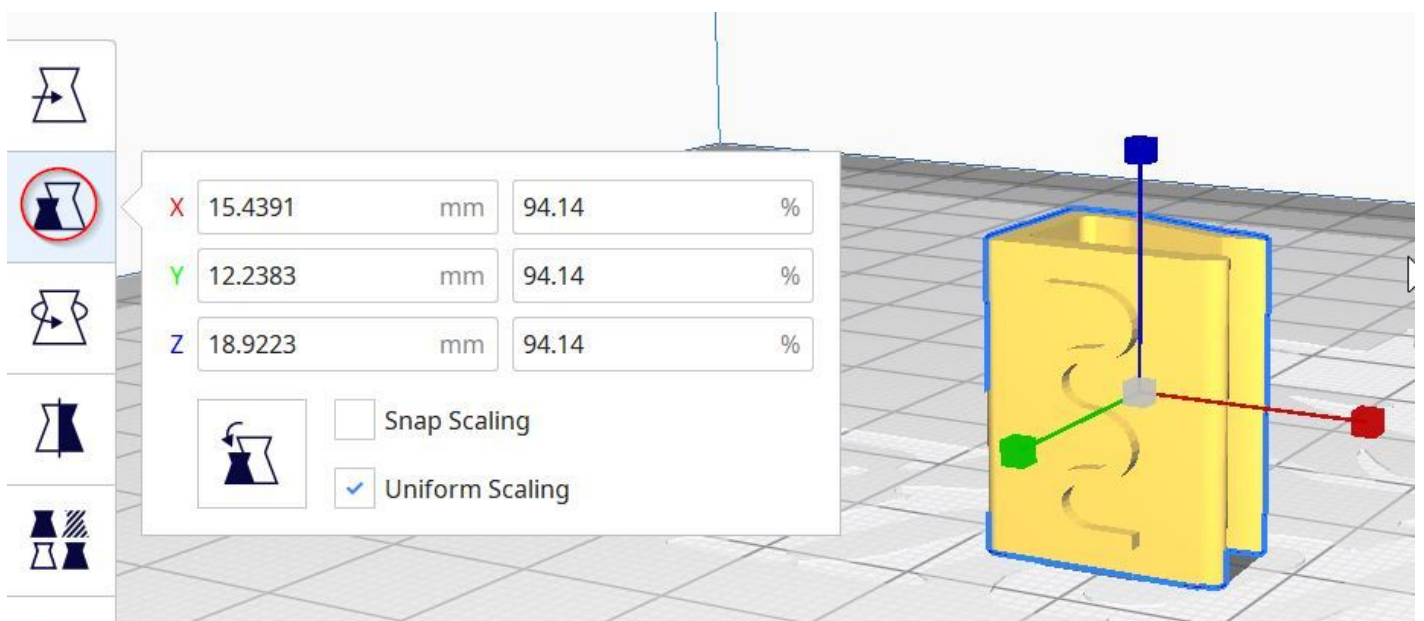 X 15.4391 mm 94.14 %
Y 12.2383 mm 94.14 %
Z 18.9223 mm 94.14 %
Snap Scaling
Uniform Scaling